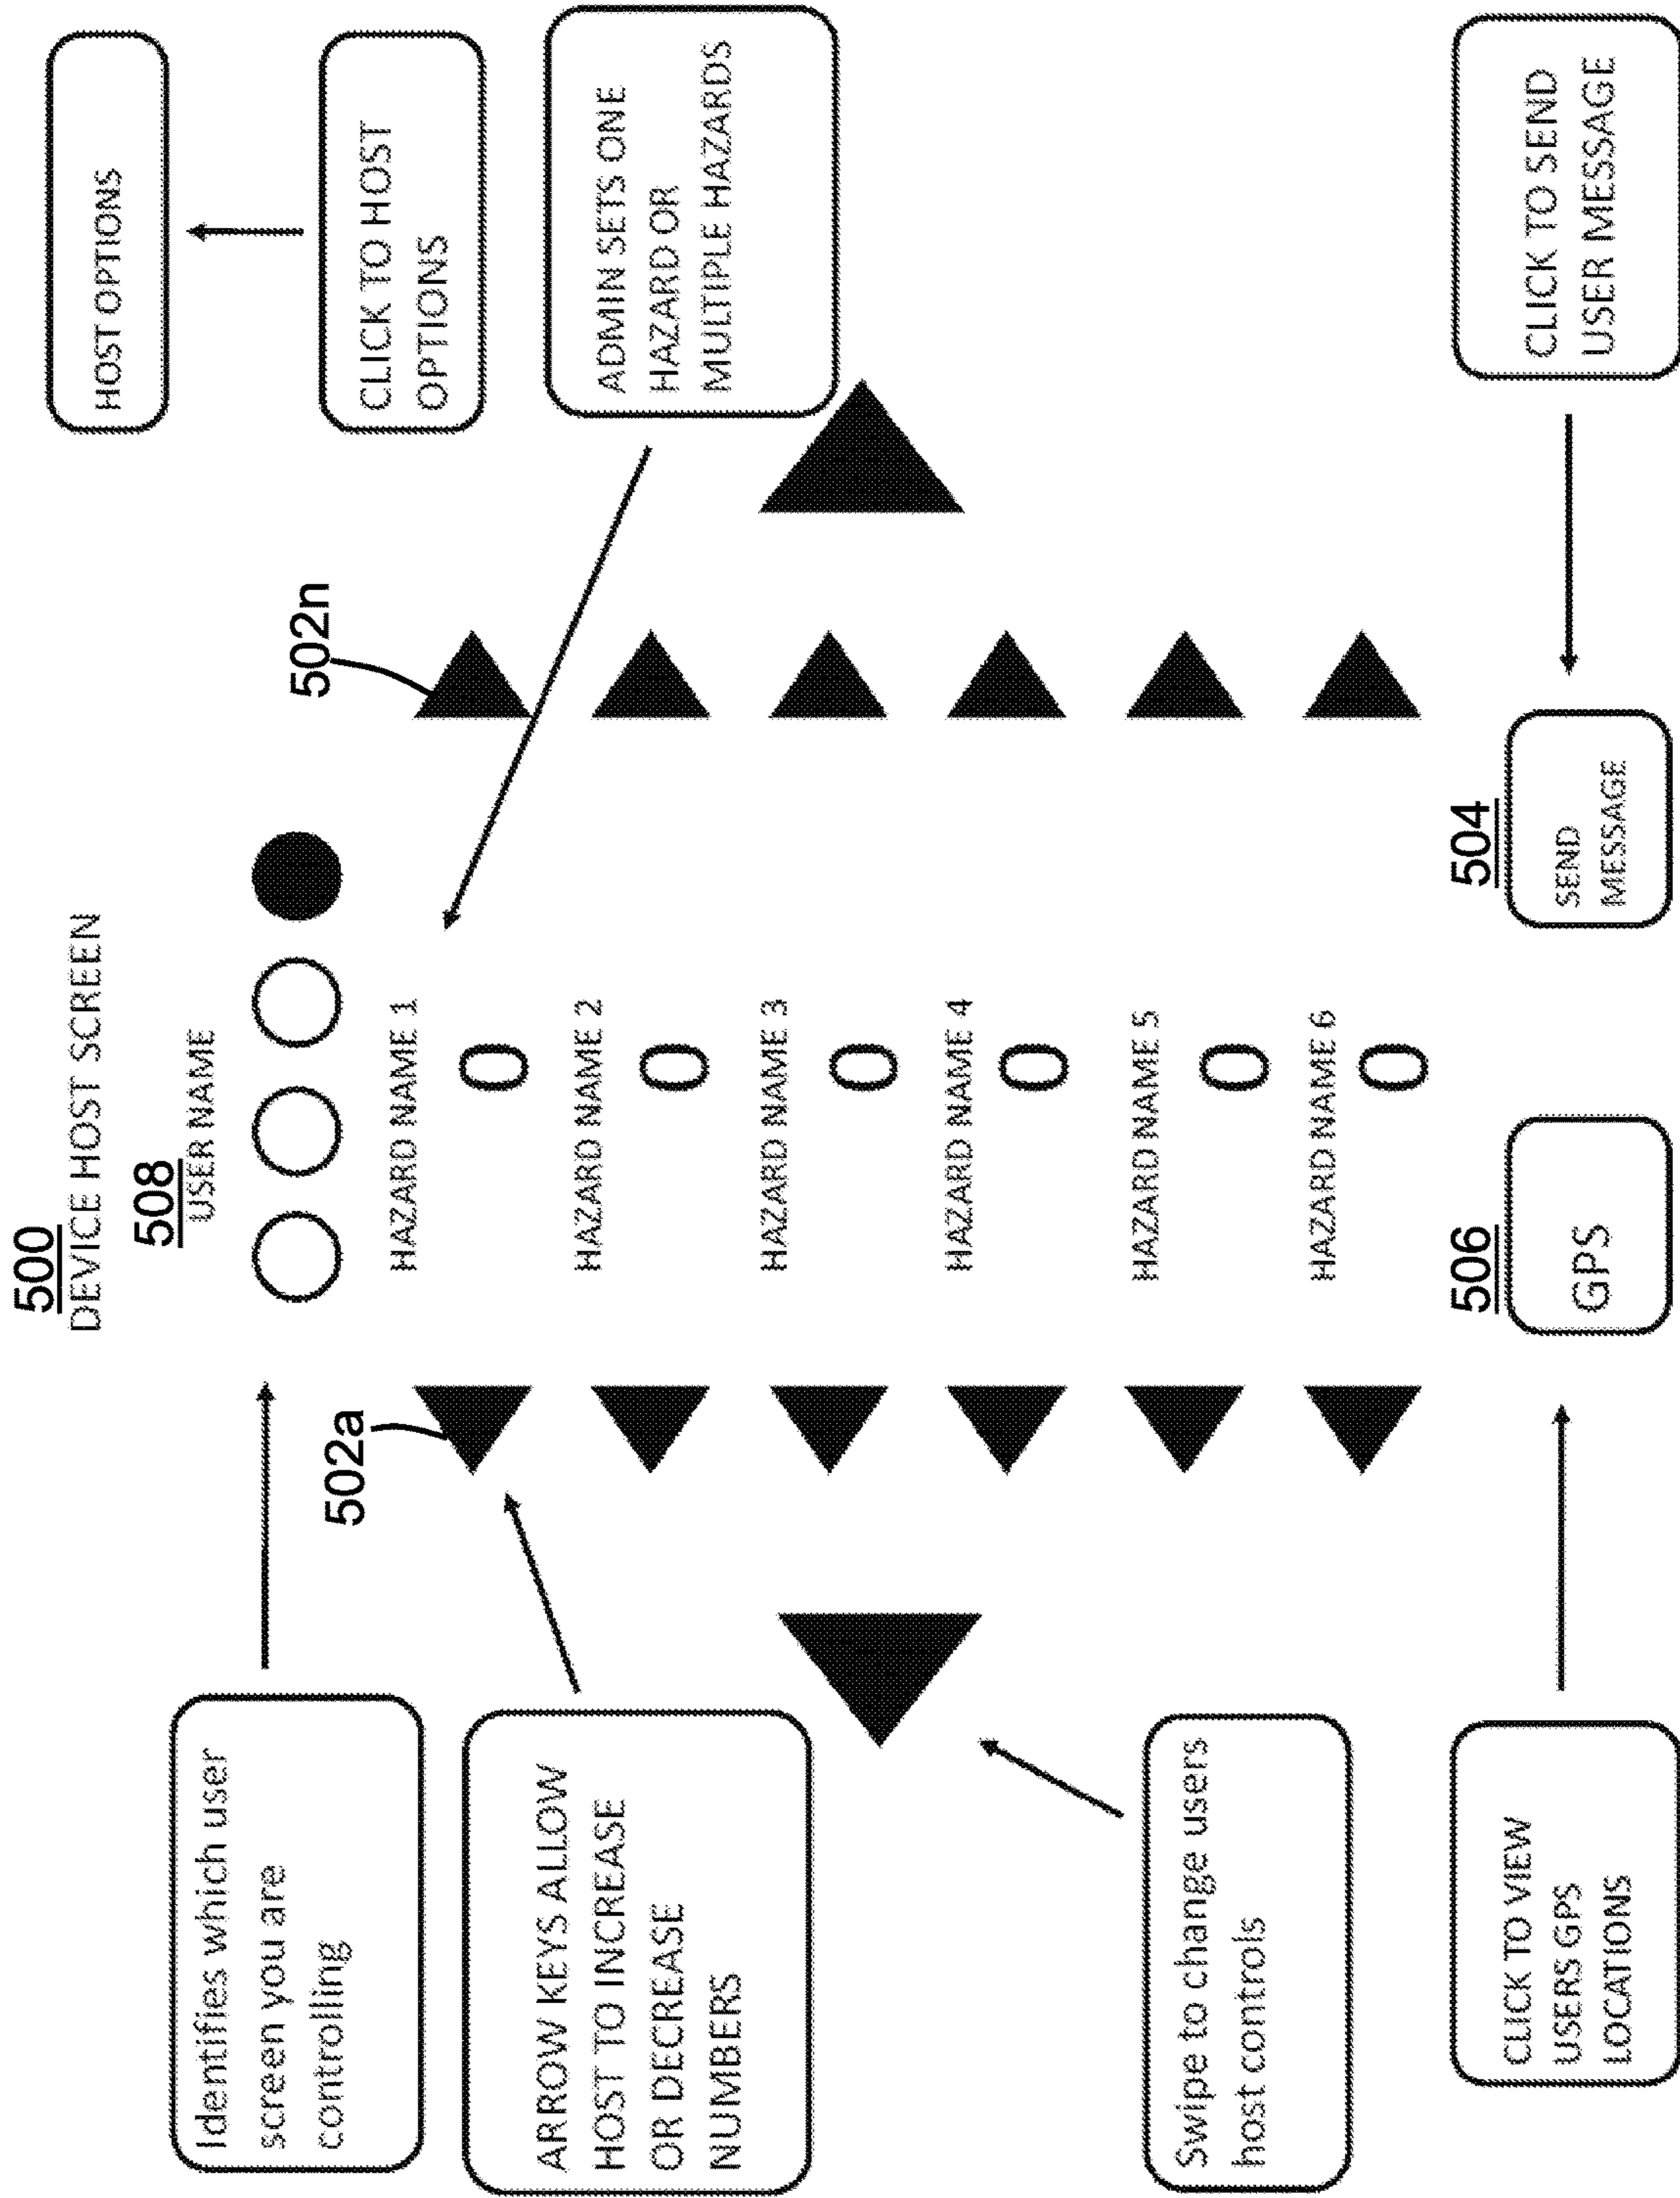 500
DEVICE HOST SCREEN
508
USER NAME
HOST OPTIONS
CLICK TO HOST
OPTIONS
Identifies which user
screen you are
controlling
502a
502n
ARROW KEYS ALLOW
HOST TO INCREASE
OR DECREASE
NUMBERS
ADMIN SETS ONE
HAZARD OR
MULTIPLE HAZARDS
HAZARD NAME 1
0
HAZARD NAME 2
0
HAZARD NAME 3
0
HAZARD NAME 4
0
HAZARD NAME 5
0
HAZARD NAME 6
0
Swipe to change users
host controls
CLICK TO VIEW
USERS GPS
LOCATIONS
506
GPS
504
SEND
MESSAGE
CLICK TO SEND
USER MESSAGE